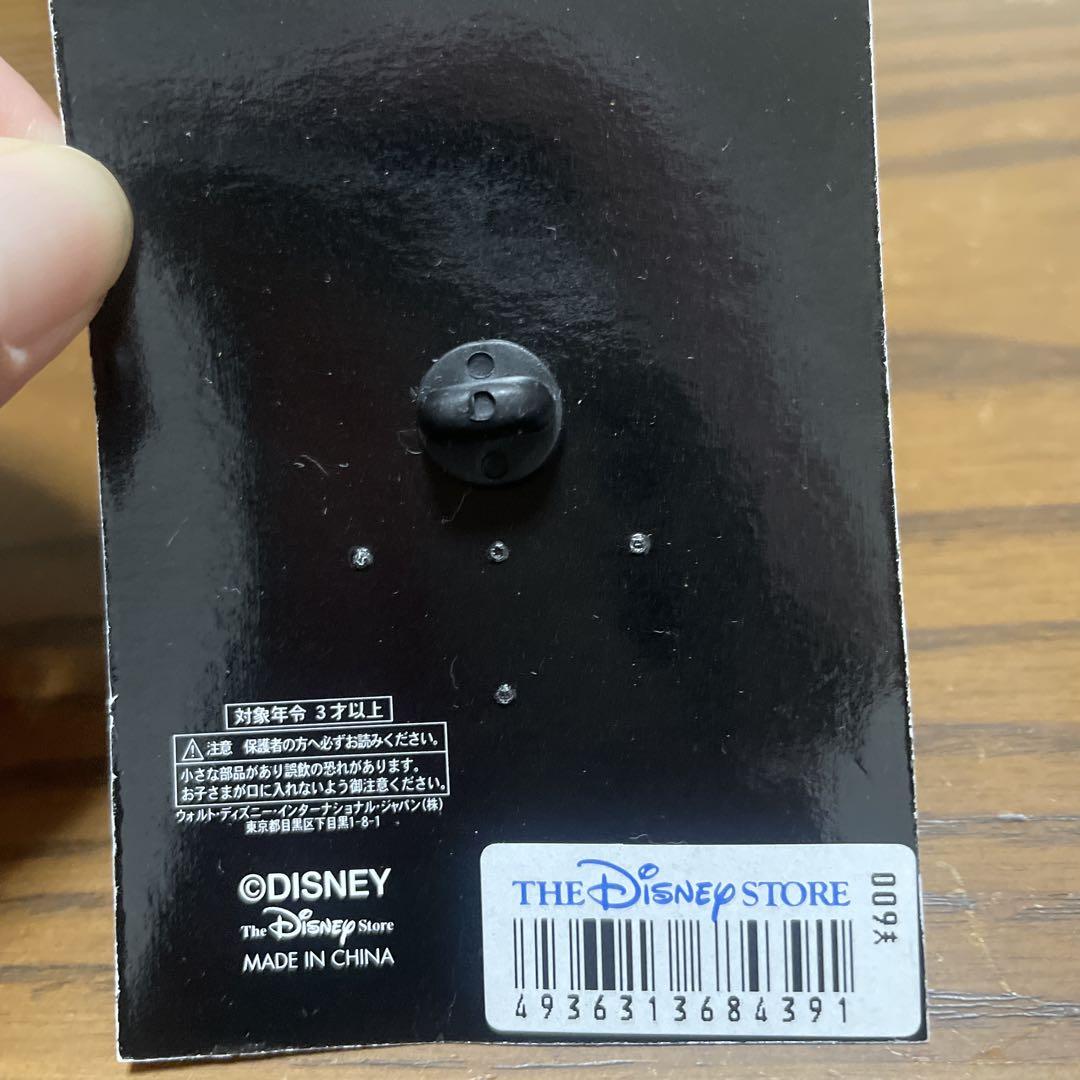 対象年令 3才以上
⚠注意 保護者の方へ必ずお読みください。
小さな部品があり誤飲の恐れがあります。
お子さまが口に入れないよう御注意ください。
ウォルト・ディズニー・インターナショナル・ジャパン(株)
東京都目黒区下目黒1-8-1
©DISNEY
The Disney Store
MADE IN CHINA
THE Disney STORE
4936313684391